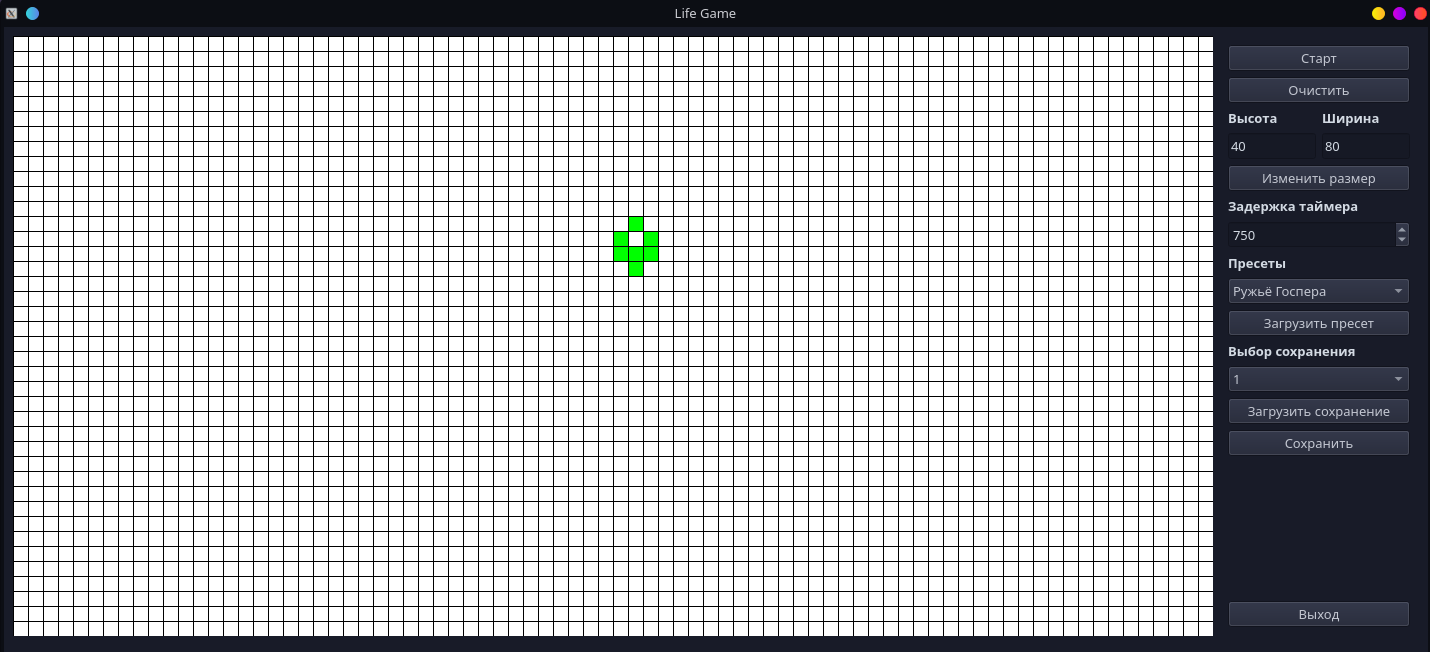 Life Game
Старт
Очистить
Высота Ширина
40 80
Изменить размер
Задержка таймера
750
Пресеты
Ружьё Госпера
Загрузить пресет
Выбор сохранения
1
Загрузить сохранение
Сохранить
Выход